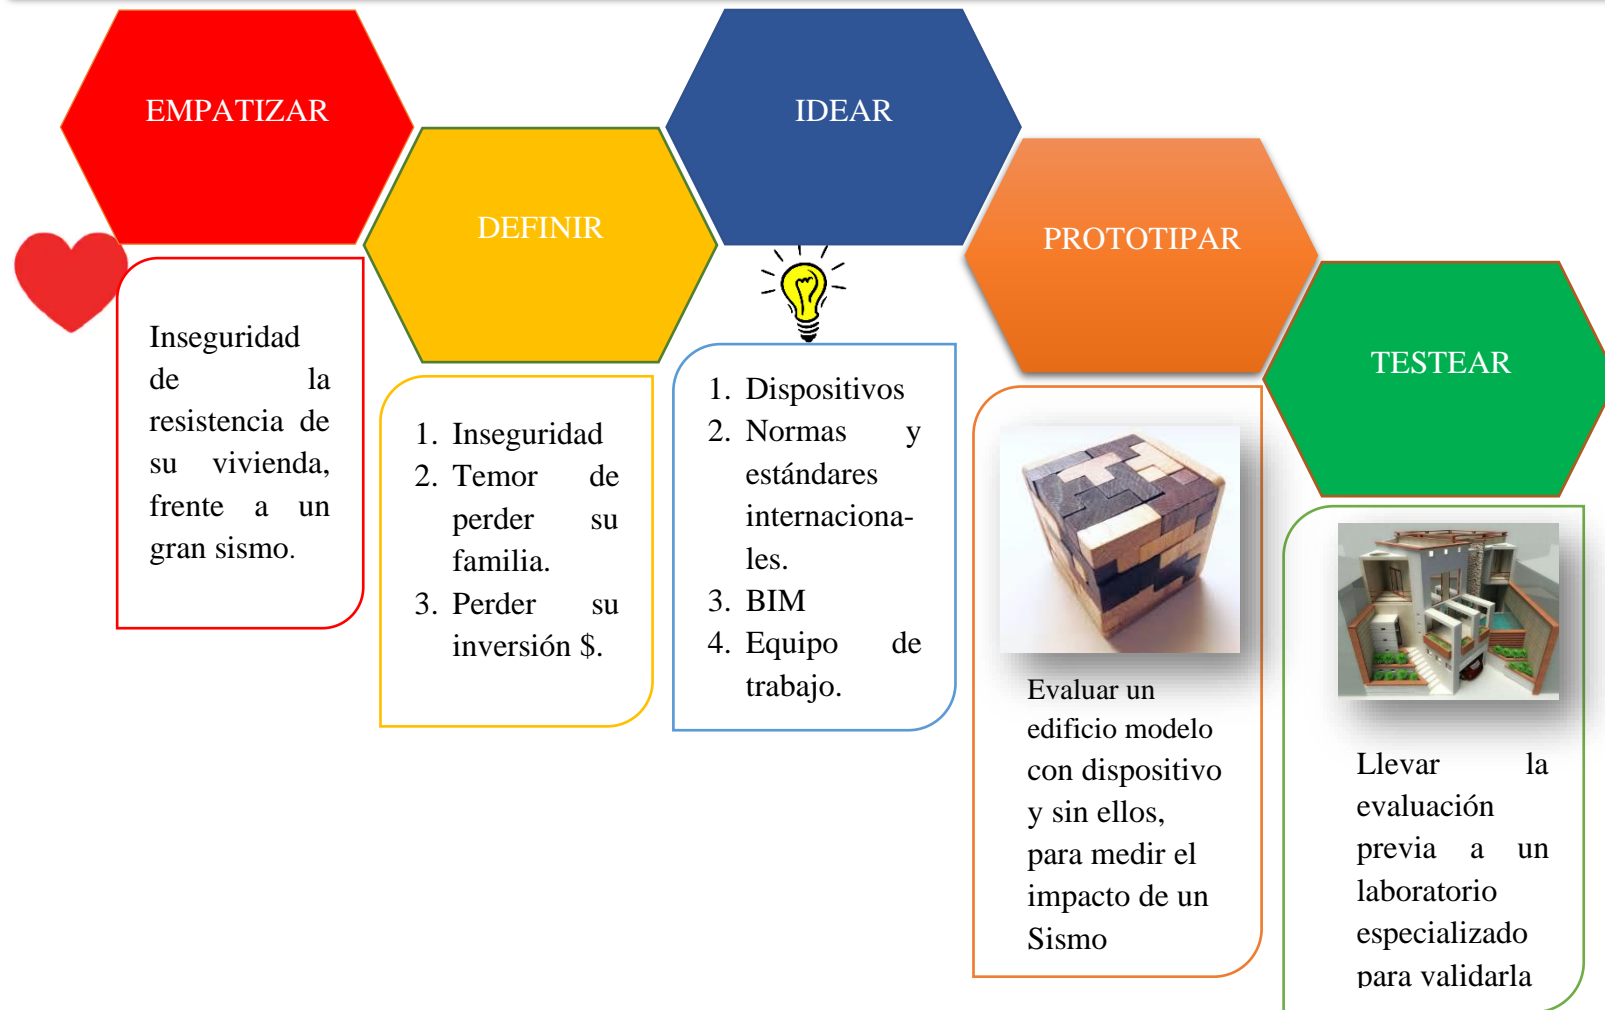 EMPATIZAR
Inseguridad
de la
resistencia de
su vivienda,
frente a un
gran sismo.
DEFINIR
1. Inseguridad
2. Temor de
perder su
familia.
3. Perder su
inversión $.
IDEAR
1. Dispositivos
2. Normas y
estándares
internaciona-
les.
3. BIM
4. Equipo de
trabajo.
PROTOTIPAR
Evaluar un
edificio modelo
con dispositivo
y sin ellos,
para medir el
impacto de un
Sismo
TESTEAR
Llevar la
evaluación
previa a un
laboratorio
especializado
para validarla